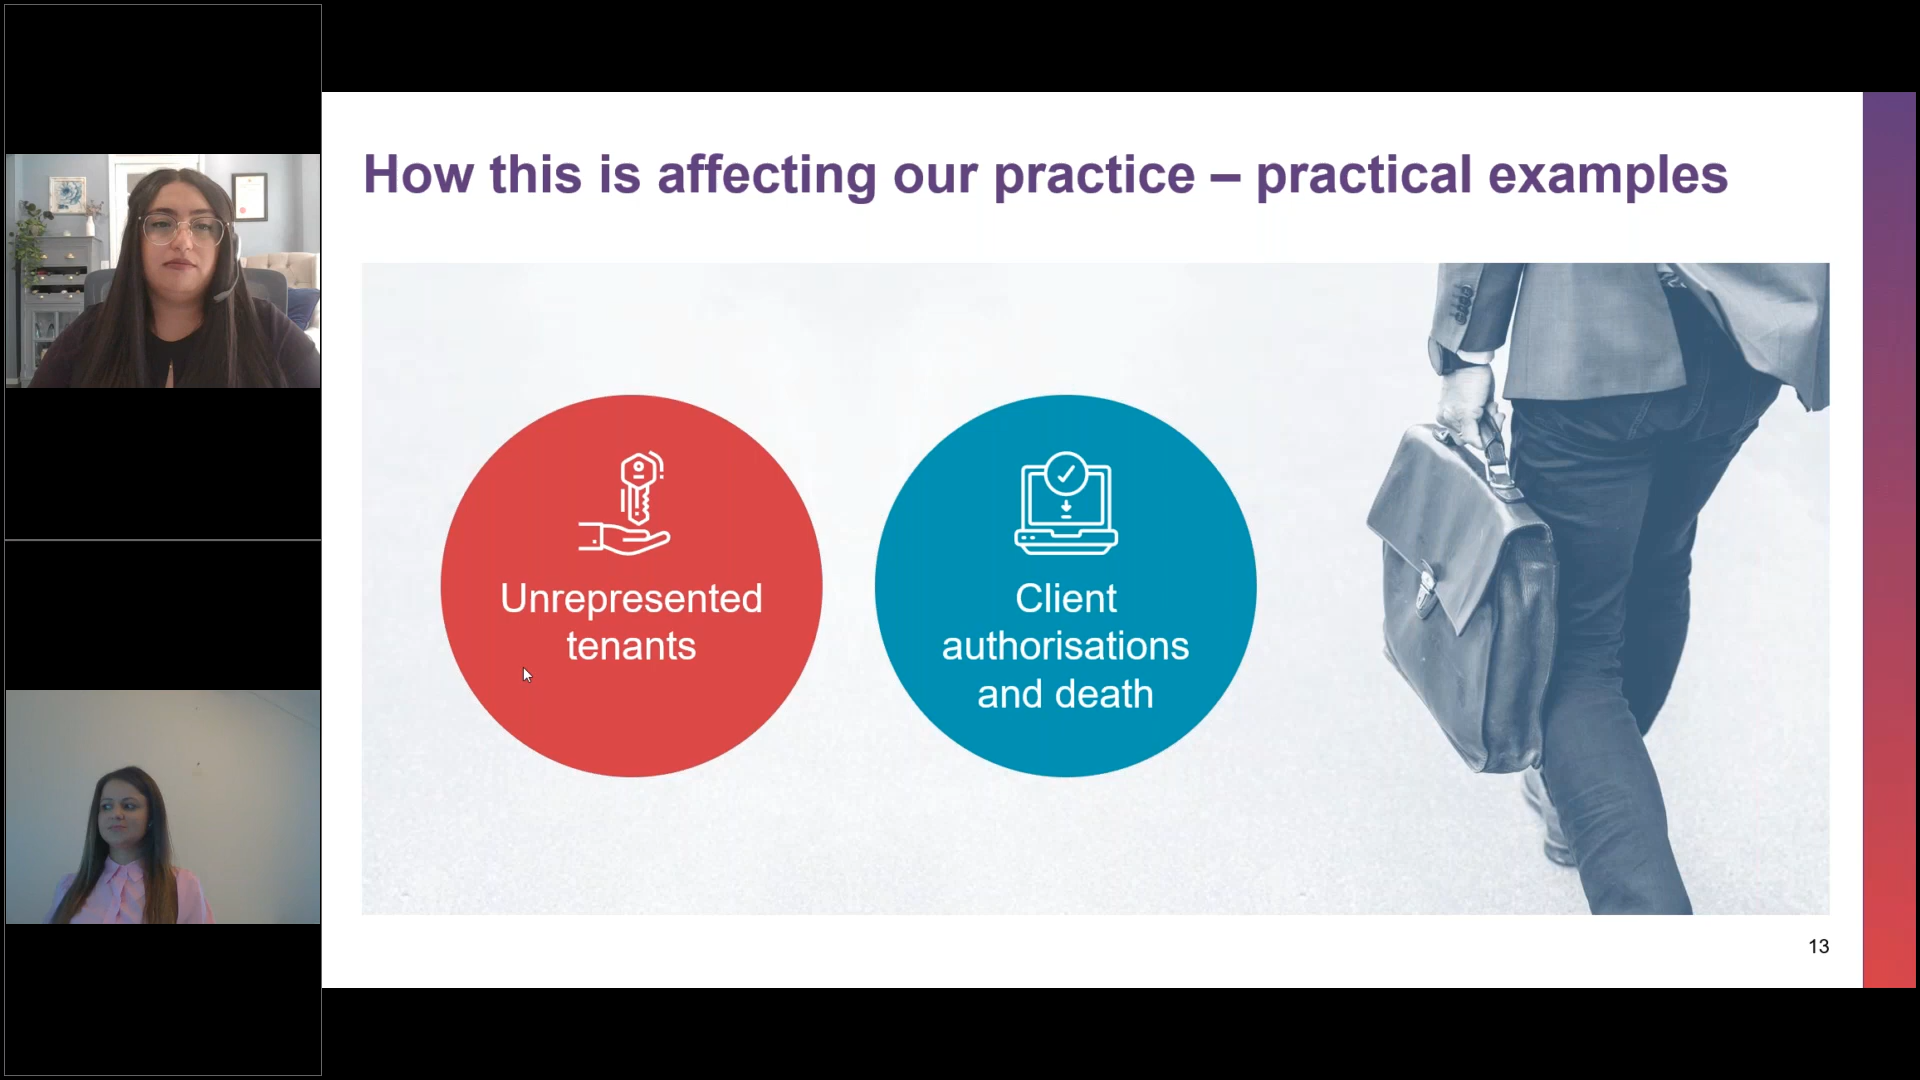 How this is affecting our practice – practical examples
Unrepresented
tenants
Client
authorisations
and death
13